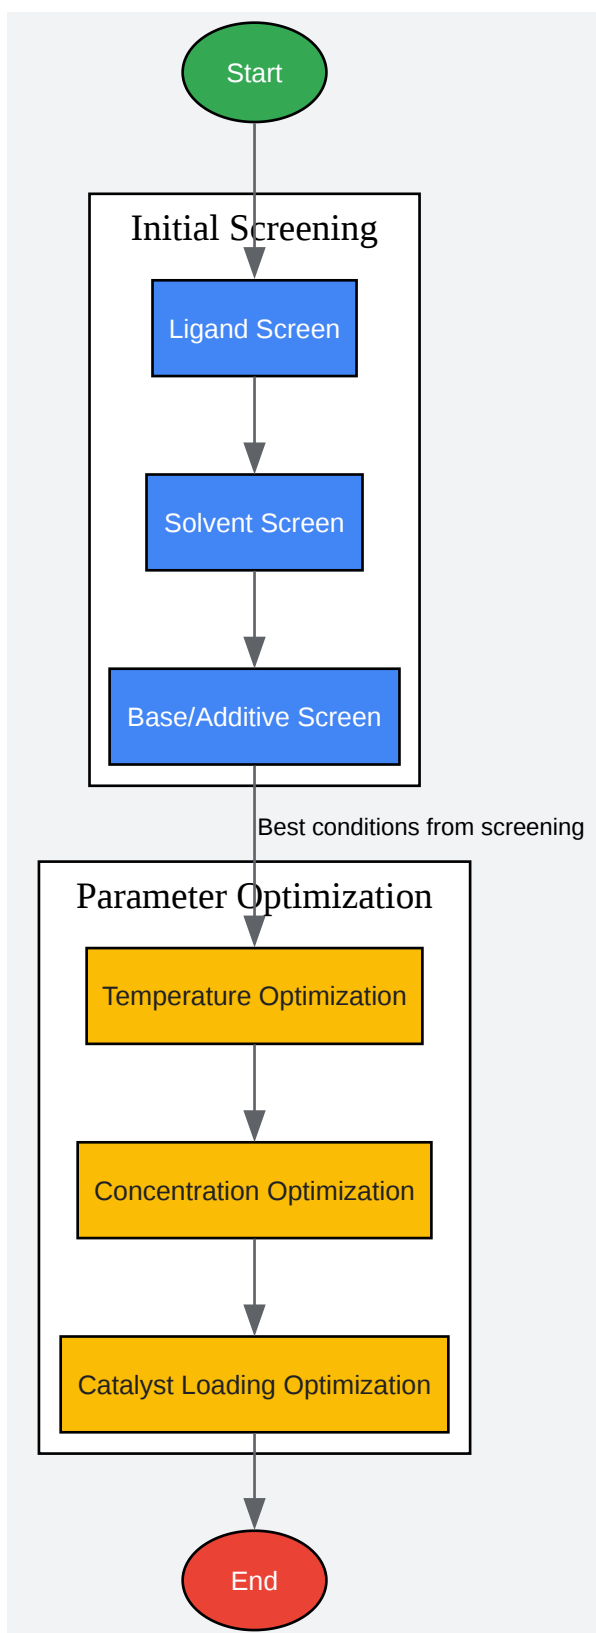 Start
Initial Screening
Ligand Screen
Solvent Screen
Base/Additive Screen
Best conditions from screening
Parameter Optimization
Temperature Optimization
Concentration Optimization
Catalyst Loading Optimization
End